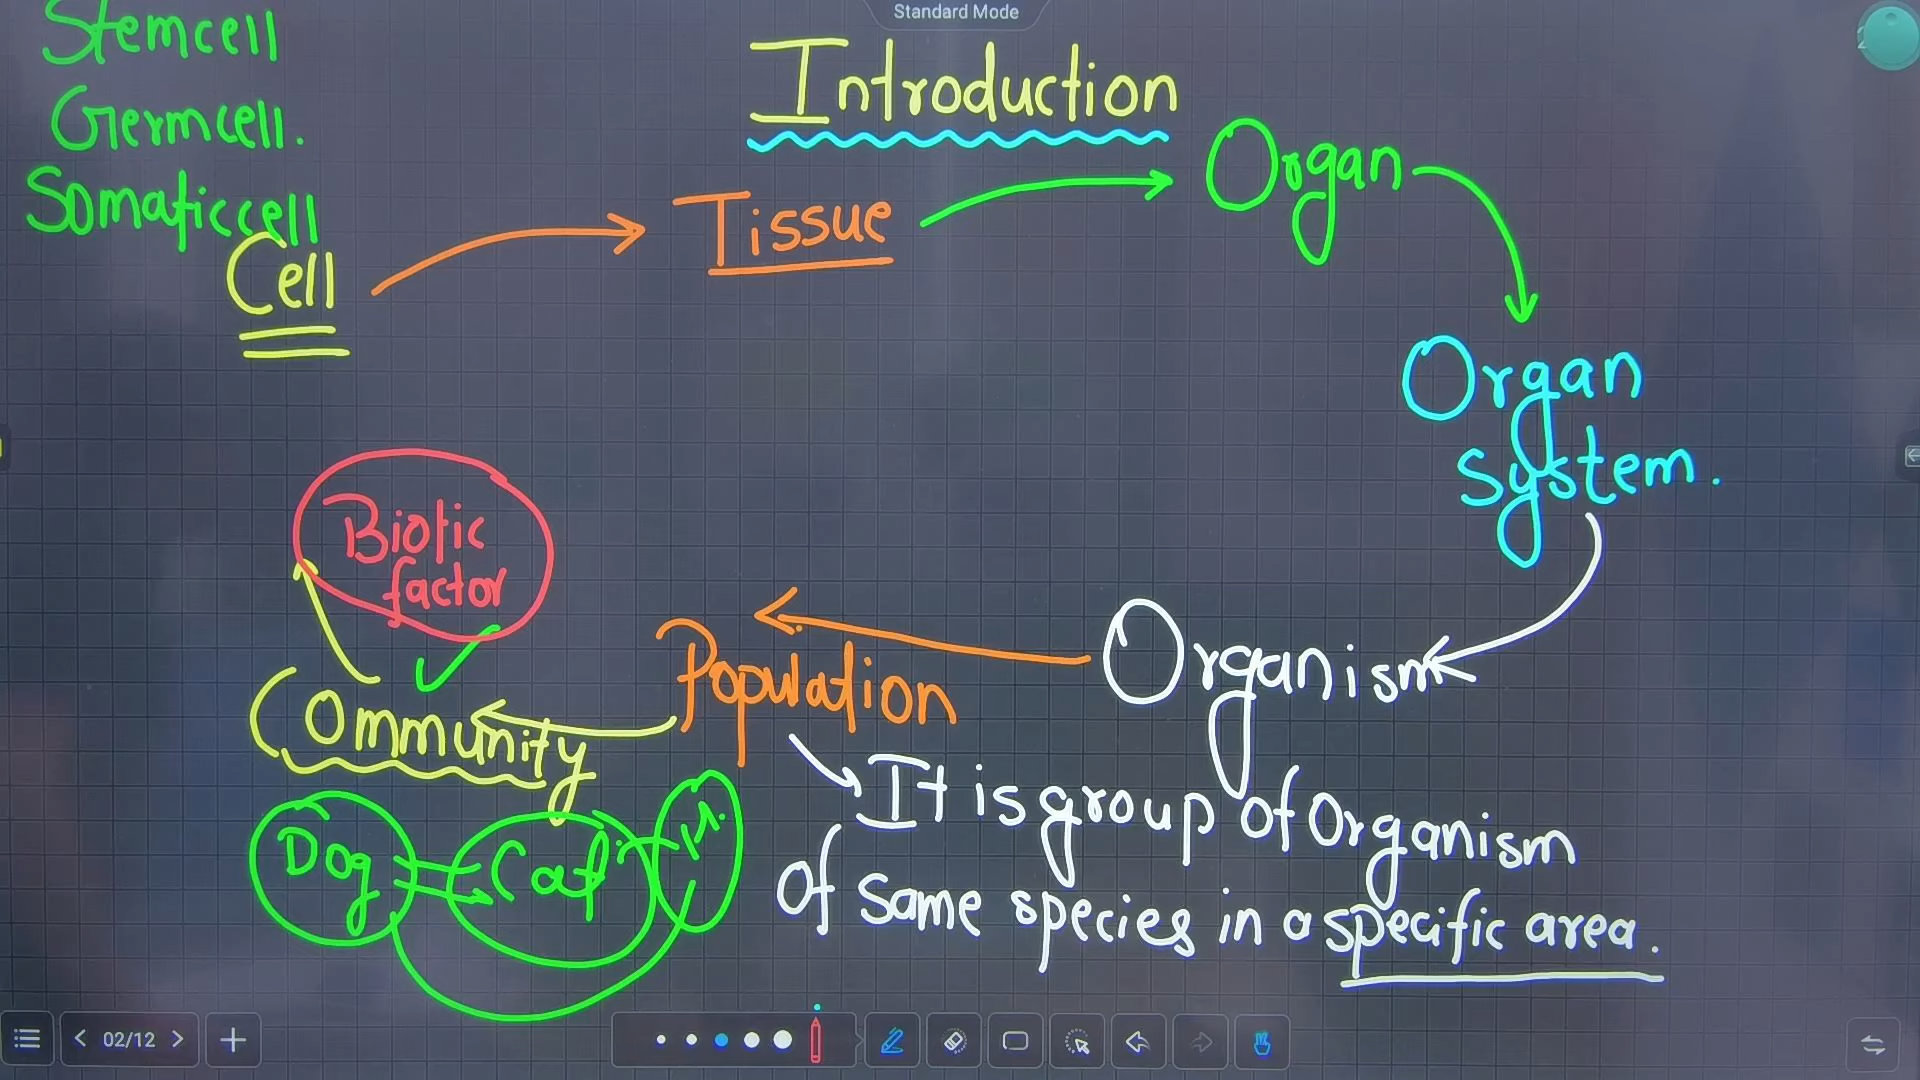 Standard Mode
Stemcell
Germcell.
Somaticcell
Cell
Introduction
Tissue
Organ
Organ
System.
Organism
Population
It is group of Organism
of same species in a specific area.
Biotic
factor
Community
Dog
Cat
02/12